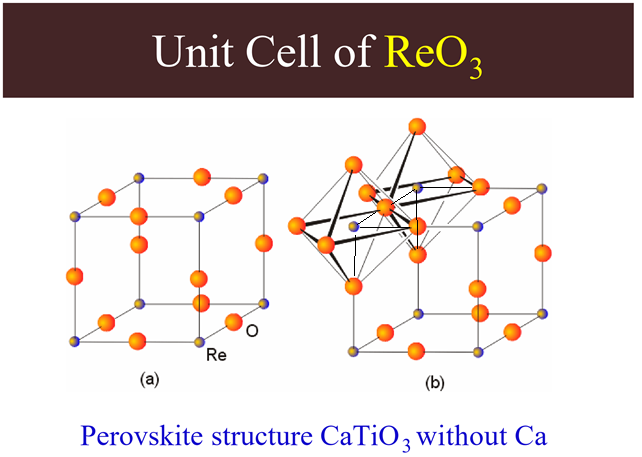 Unit Cell of ReO₃
O
Re
(a)
(b)
Perovskite structure CaTiO₃ without Ca